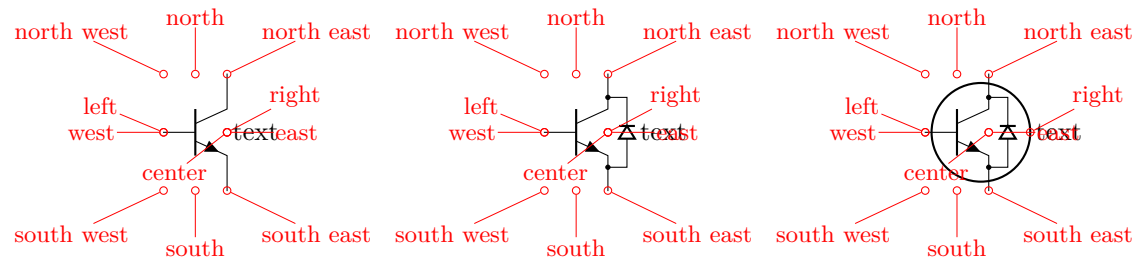 north north north
north west north east north west north east north west north east
left right left right left right
west text east west text east west text east
center center center
south west south east south west south east south west south east
south south south